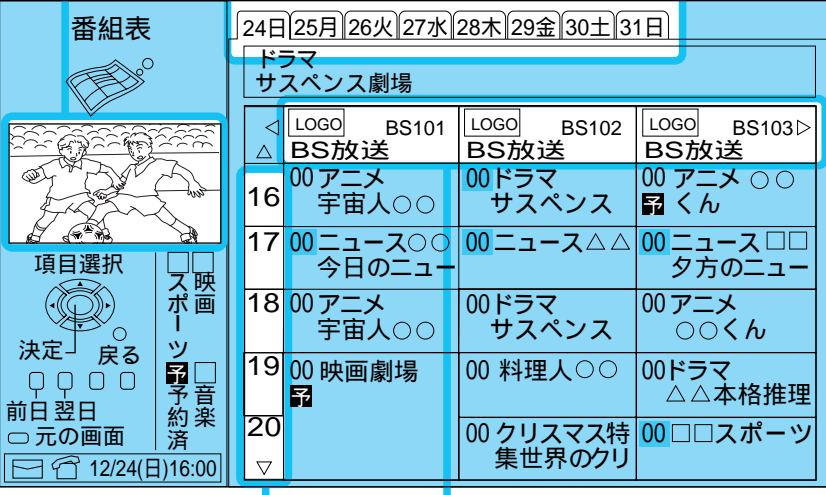 番組表
24日 25月 26火 27水 28木 29金 30土 31日
ドラマ
サスペンス劇場
◁ LOGO BS101 LOGO BS102 LOGO BS103▷
△ BS放送 BS放送 BS放送
16
00 アニメ
宇宙人○○
00 ドラマ
サスペンス
00 アニメ ○○
予 くん
17
00 ニュース○○
今日のニュー
00 ニュース△△
00 ニュース□□
夕方のニュー
18
00 アニメ
宇宙人○○
00 ドラマ
サスペンス
00 アニメ
○○くん
19
00 映画劇場
予
00 料理人○○
00 ドラマ
△△本格推理
20
▽
00 クリスマス特
集世界のクリ
00 □□スポーツ
項目選択
決定
戻る
前日 翌日
元の画面
□映画
□スポーツ
□音楽
予 予約済
12/24(日)16:00